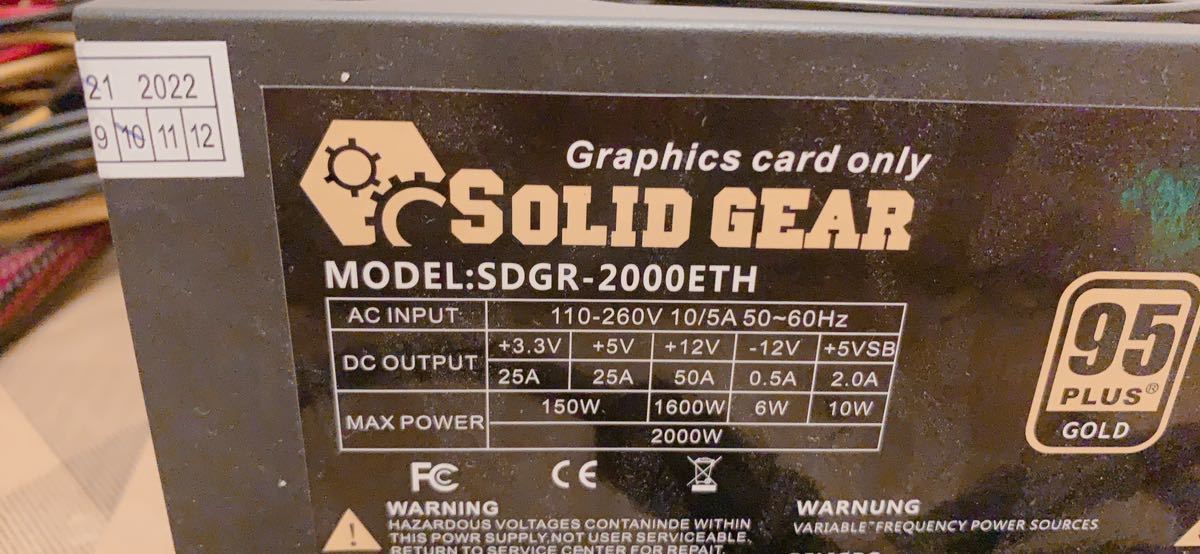 21 2022
9 10 11 12
Graphics card only
SOLID GEAR
MODEL:SDGR-2000ETH
AC INPUT 110-260V 10/5A 50~60Hz
DC OUTPUT +3.3V +5V +12V -12V +5VSB
25A 25A 50A 0.5A 2.0A
MAX POWER 150W 1600W 6W 10W
2000W
95
PLUS®
GOLD
FC CE
WARNING
HAZARDOUS VOLTAGES CONTANINDE WITHIN
THIS POWR SUPPLY,NOT USER SERVICEABLE.
RETURN TO SERVICE CENTER FOR REPAIT.
WARNUNG
VARIABLE"FREQUENCY POWER SOURCES